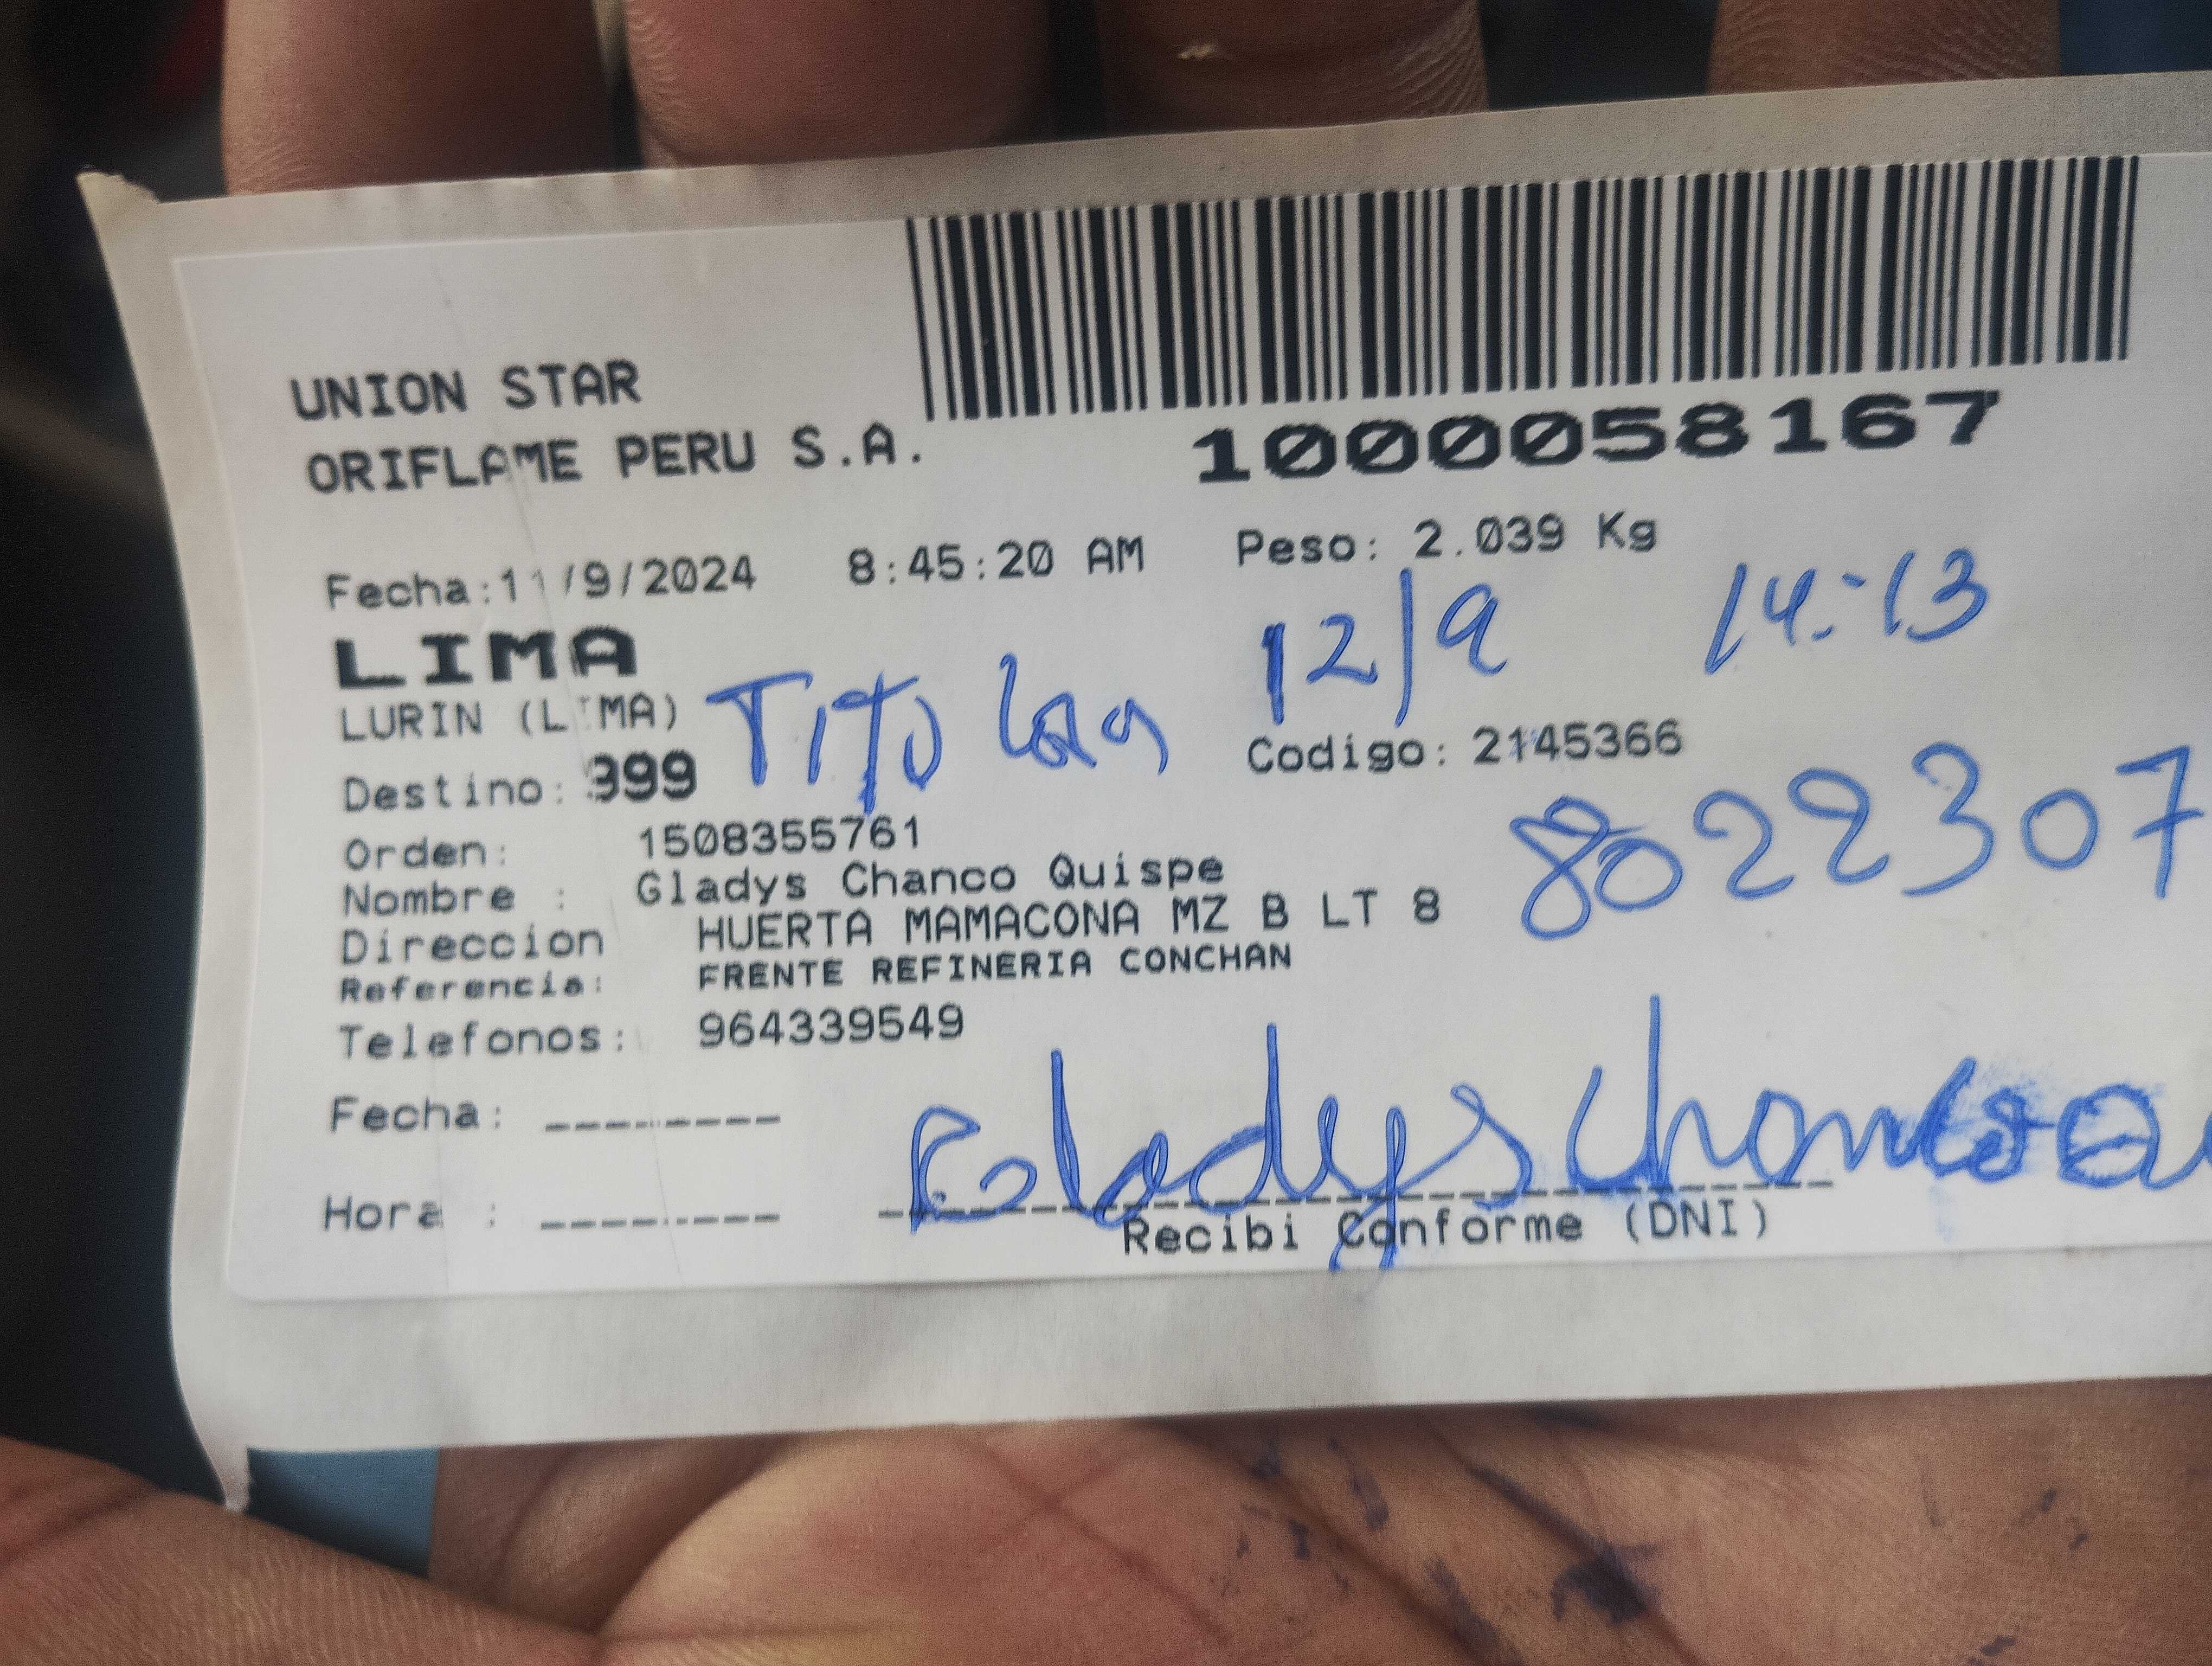 UNION STAR
ORIFLAME PERU S.A.
1000058167
Fecha:11/9/2024 8:45:20 AM Peso: 2.039 Kg
LIMA 12/9 14:13
LURIN (LIMA)
Destino: 999 Codigo: 2145366
Orden: 1508355761 8022307
Nombre : Gladys Chanco Quispe
Direccion HUERTA MAMACONA MZ B LT 8
Referencia: FRENTE REFINERIA CONCHAN
Telefonos: 964339549
Fecha: --------
Gladys
Hora : --------
Recibi Conforme (DNI)